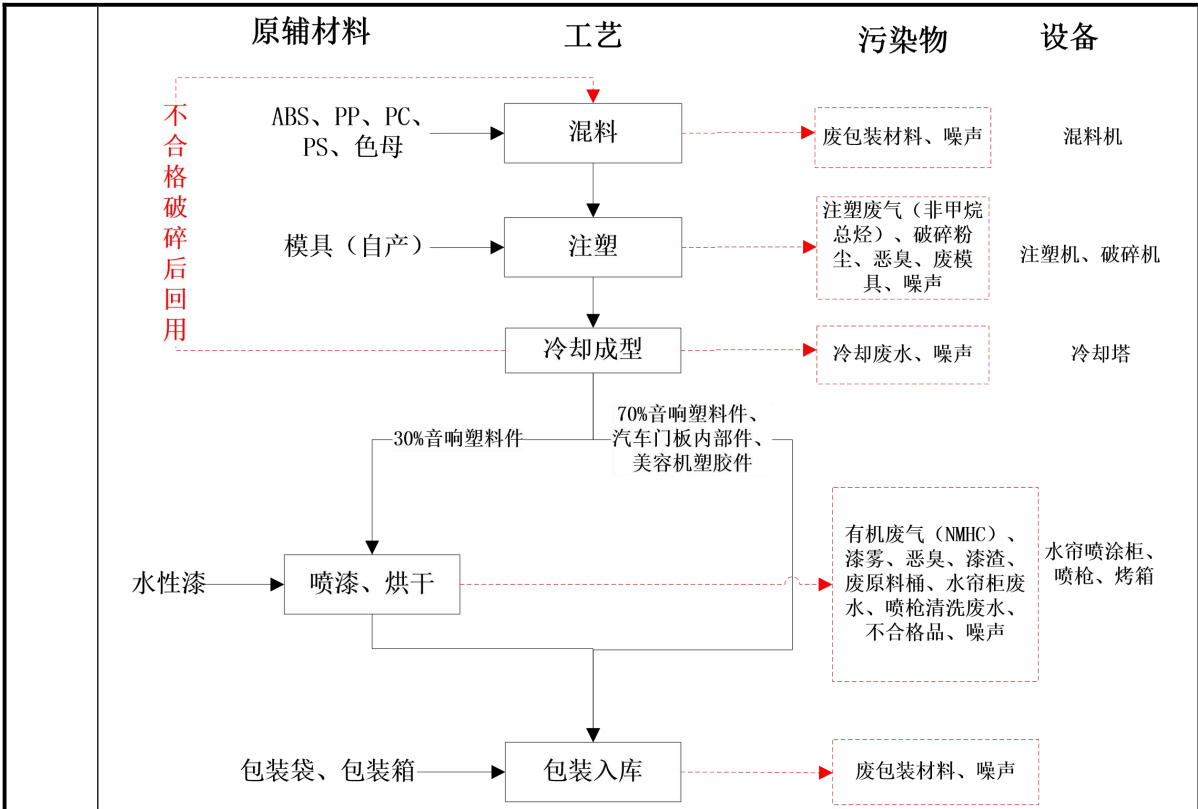 原辅材料
工艺
污染物
设备
不合格破碎后回用
ABS、PP、PC、
PS、色母
混料
废包装材料、噪声
混料机
模具（自产）
注塑
注塑废气（非甲烷
总烃）、破碎粉
尘、恶臭、废模
具、噪声
注塑机、破碎机
冷却成型
冷却废水、噪声
冷却塔
30%音响塑料件
70%音响塑料件、
汽车门板内部件、
美容机塑胶件
水性漆
喷漆、烘干
有机废气（NMHC）、
漆雾、恶臭、漆渣、
废原料桶、水帘柜废
水、喷枪清洗废水、
不合格品、噪声
水帘喷涂柜、
喷枪、烤箱
包装袋、包装箱
包装入库
废包装材料、噪声